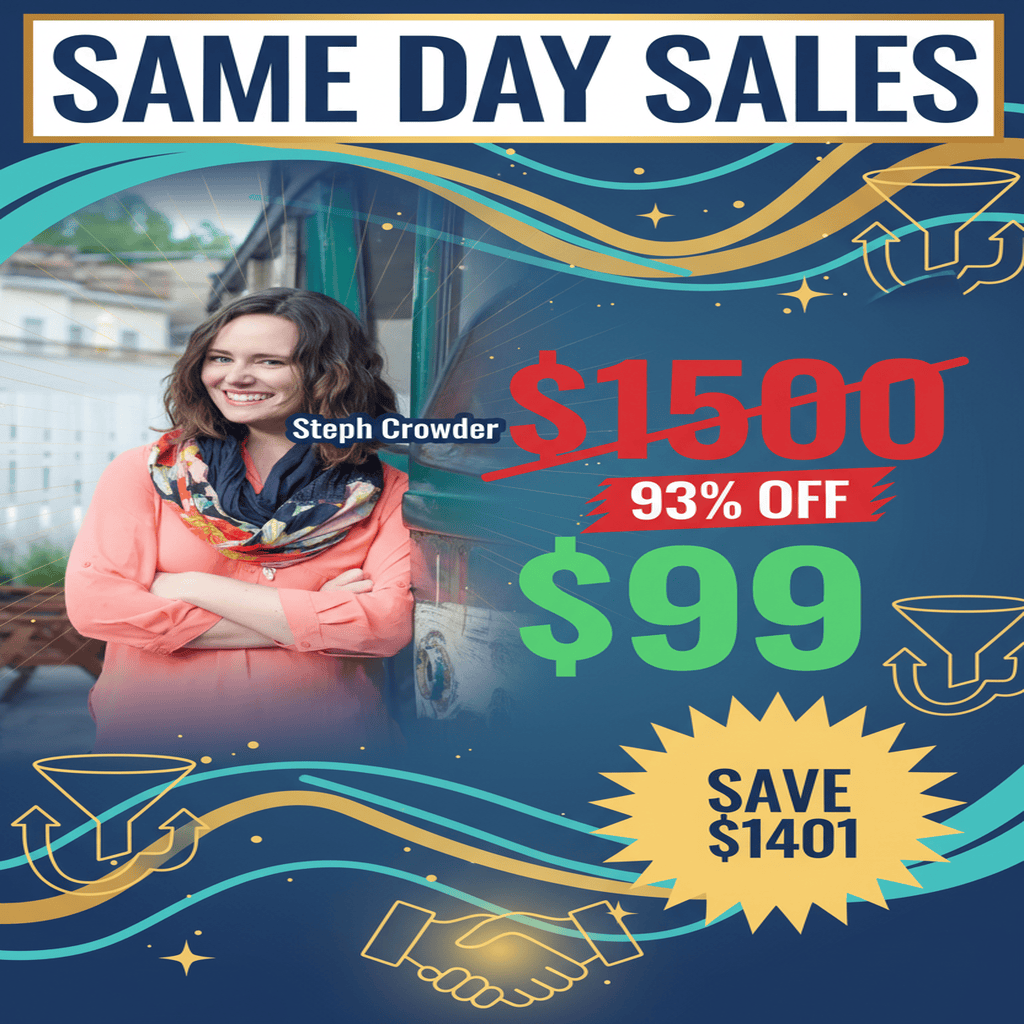 SAME DAY SALES
Steph Crowder
$1500
93% OFF
$99
SAVE
$1401